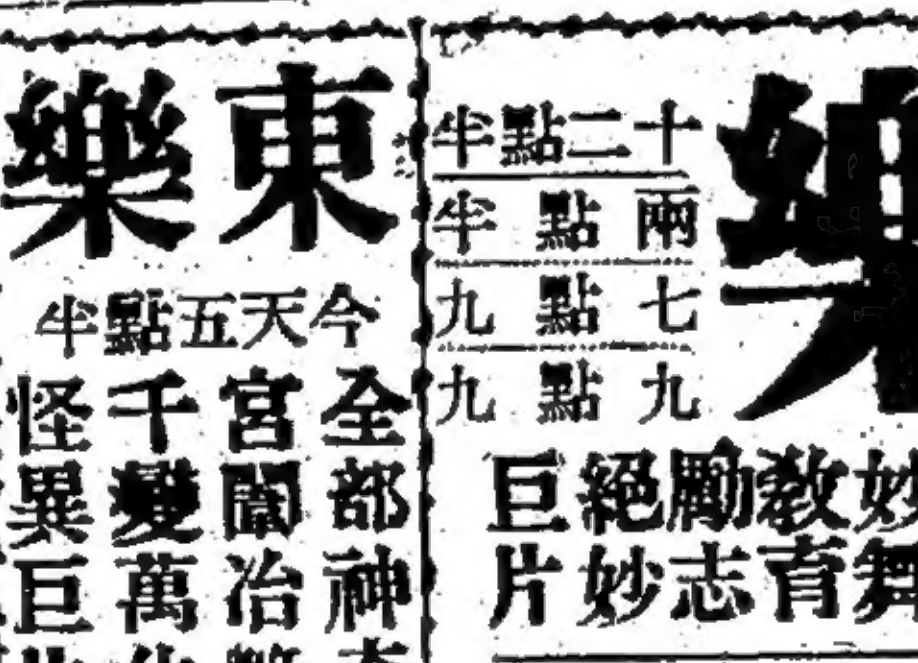 十二點半
兩點半
七點九
九點九
妙舞
教育
勵志
絕妙
巨片
東樂
今天五點半
全部神
宮闈冶
千變萬
怪異巨